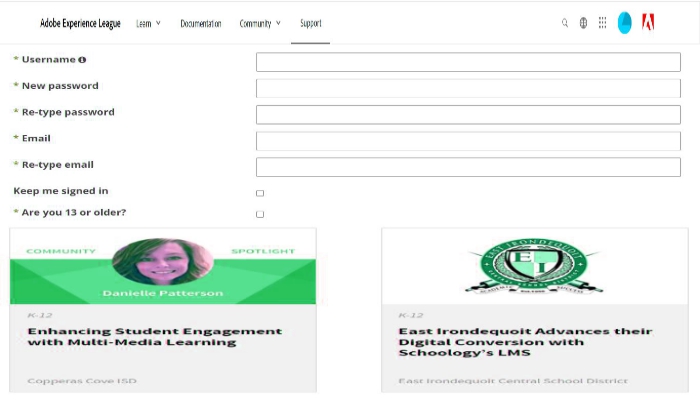 Adobe Experience League Learn Documentation Community Support
* Username
* New password
* Re-type password
* Email
* Re-type email
Keep me signed in
* Are you 13 or older?
COMMUNITY SPOTLIGHT
Danielle Patterson
K-12
Enhancing Student Engagement
with Multi-Media Learning
Copperas Cove ISD
EAST IRONDEQUOIT
E I
K-12
East Irondequoit Advances their
Digital Conversion with
Schoology's LMS
East Irondequoit Central School District